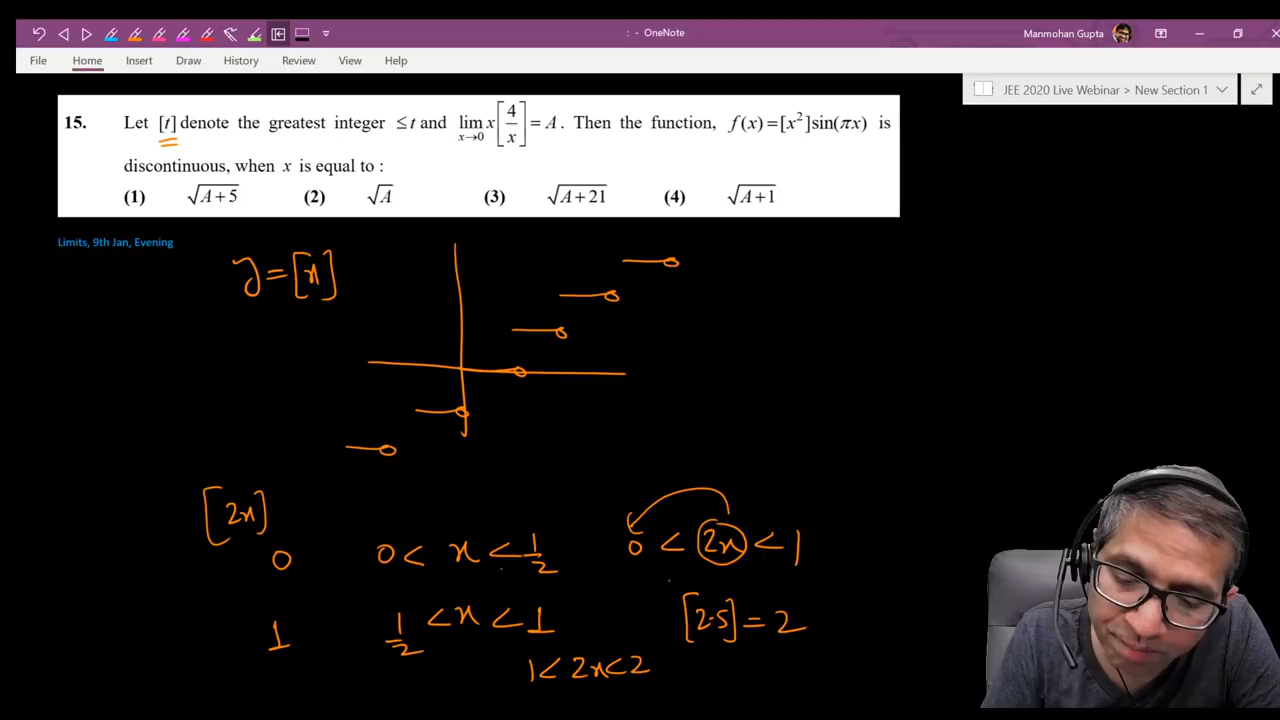 : - OneNote
Manmohan Gupta
File Home Insert Draw History Review View Help
JEE 2020 Live Webinar > New Section 1
15. Let [t] denote the greatest integer ≤ t and lim x→0 x[4/x] = A. Then the function, f(x) = [x²]sin(πx) is
discontinuous, when x is equal to :
(1) √(A+5) (2) √A (3) √(A+21) (4) √(A+1)
Limits, 9th Jan, Evening
y = [x]
[2x]
0 0 < x < 1/2 0 < 2x < 1
1 1/2 < x < 1 [2.5] = 2
1 < 2x < 2